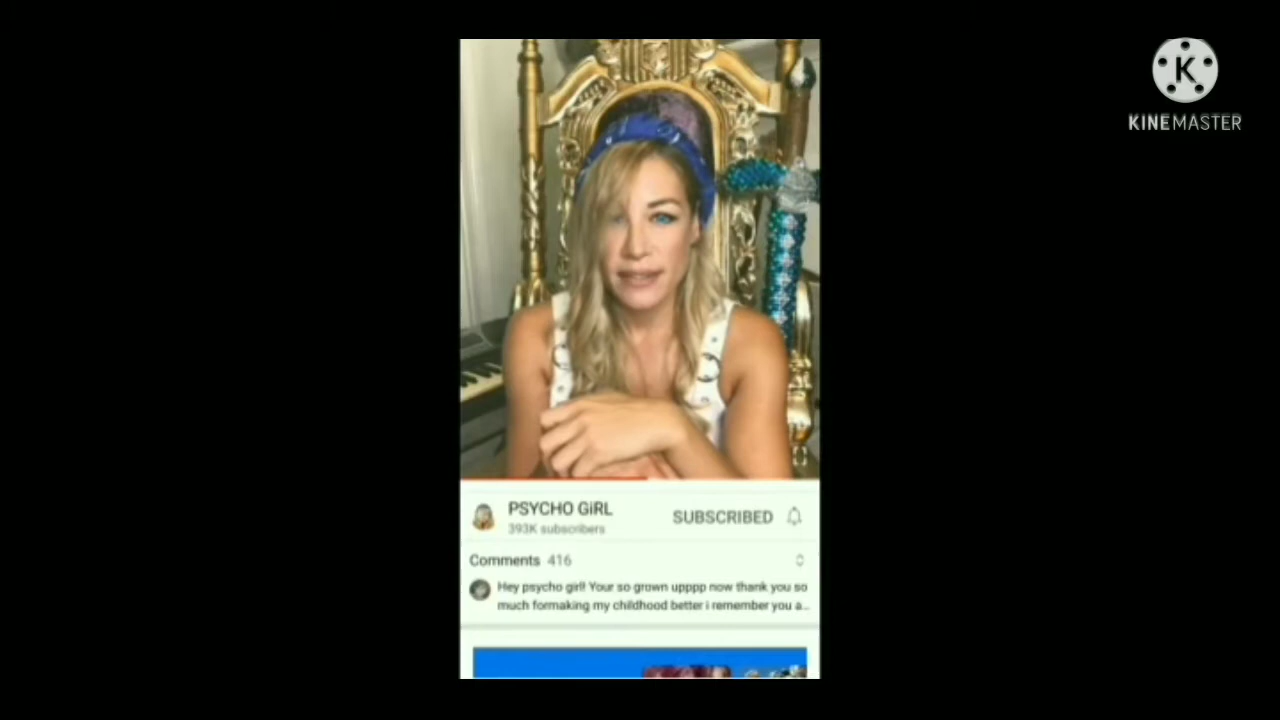 KINEMASTER
PSYCHO GiRL
393K subscribers
SUBSCRIBED
Comments 416
Hey psycho girl! Your so grown upppp now thank you so
much formaking my childhood better i remember you a...